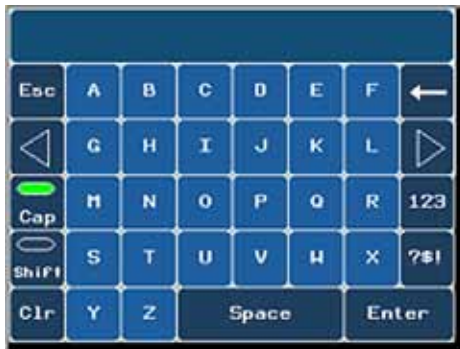 Esc A B C D E F
G H I J K L
Cap M N O P Q R 123
Shift S T U V W X ?$!
Clr Y Z Space Enter